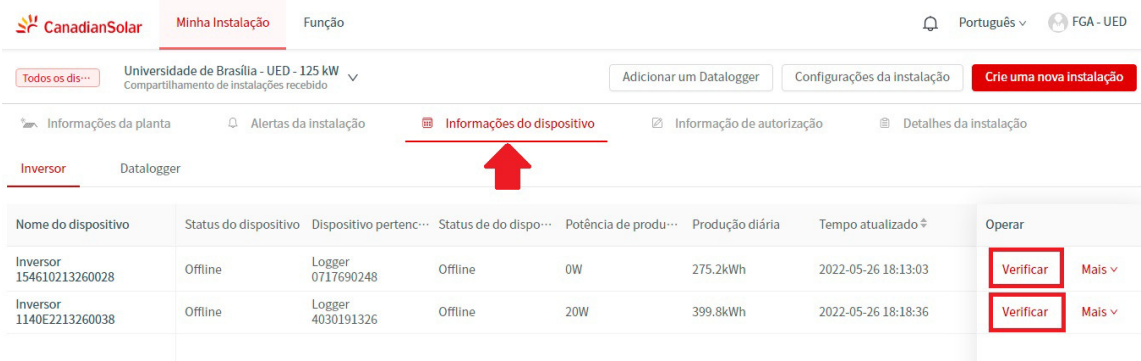 CanadianSolar Minha Instalação Função Português FGA - UED
Todos os dis··· Universidade de Brasília - UED - 125 kW Adicionar um Datalogger Configurações da instalação Crie uma nova instalação
Compartilhamento de instalações recebido
Informações da planta Alertas da instalação Informações do dispositivo Informação de autorização Detalhes da instalação
Inversor Datalogger
Nome do dispositivo Status do dispositivo Dispositivo pertenc··· Status de do dispo··· Potência de produ··· Produção diária Tempo atualizado Operar
Inversor
154610213260028 Offline Logger
0717690248 Offline 0W 275.2kWh 2022-05-26 18:13:03 Verificar Mais
Inversor
1140E2213260038 Offline Logger
4030191326 Offline 20W 399.8kWh 2022-05-26 18:18:36 Verificar Mais